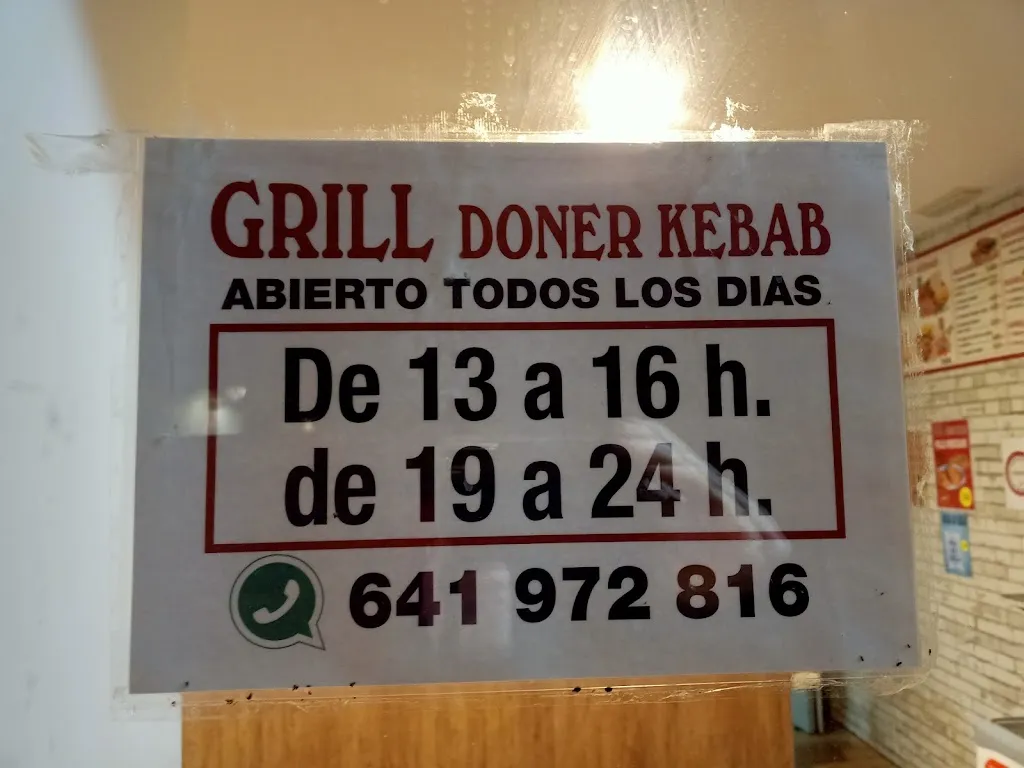 GRILL DONER KEBAB
ABIERTO TODOS LOS DIAS
De 13 a 16 h.
de 19 a 24 h.
641 972 816